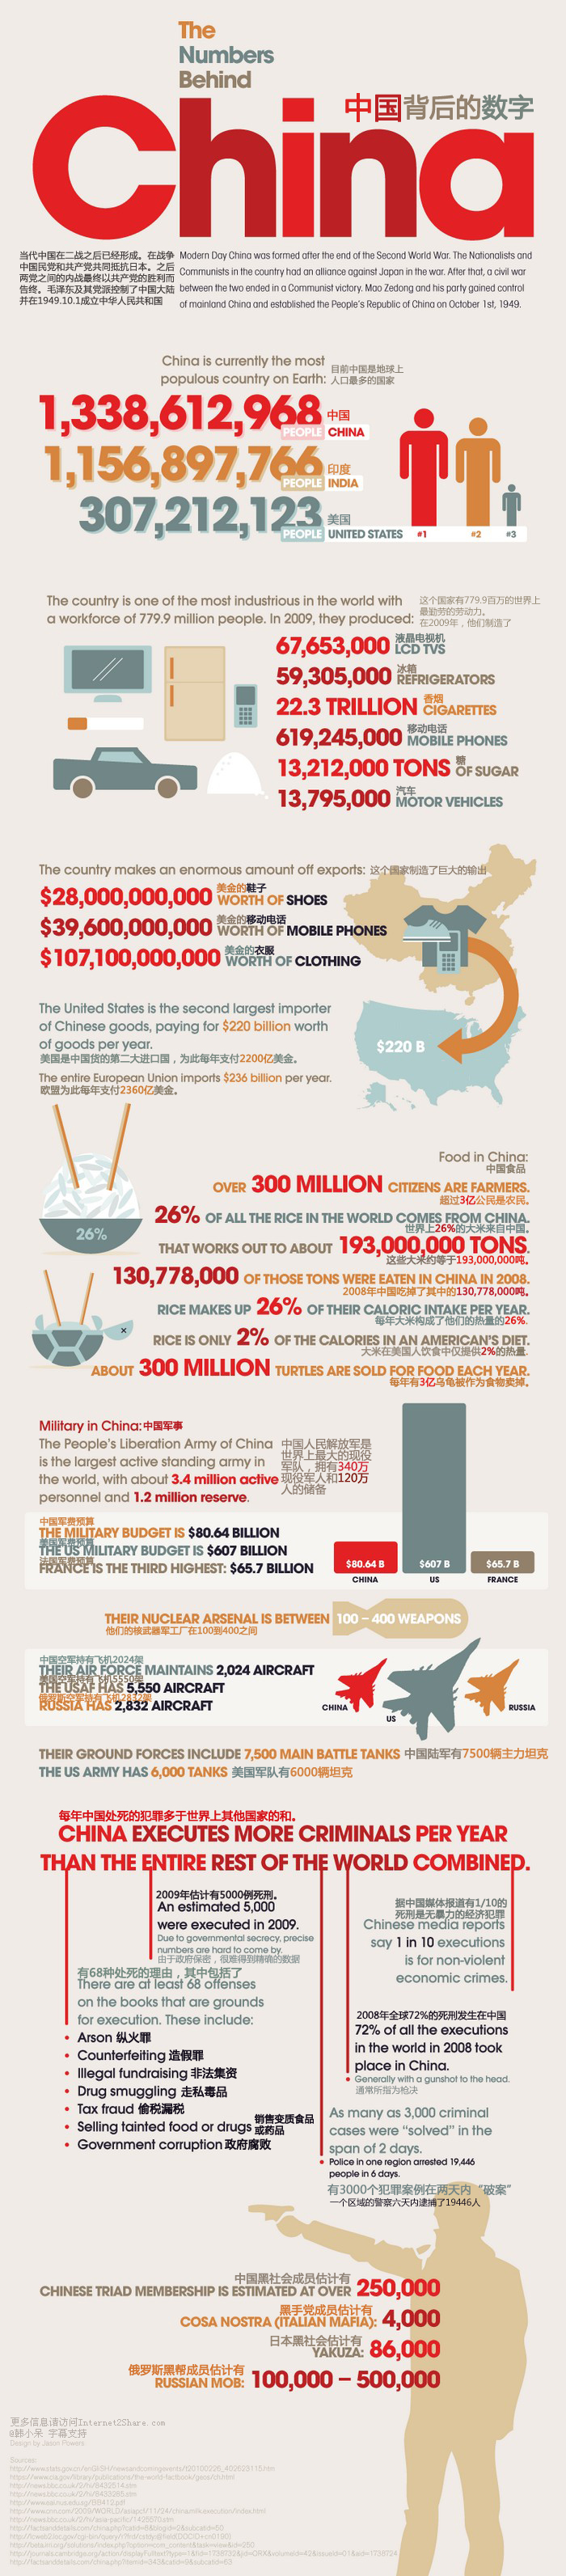 The
Numbers
Behind
China
中国背后的数字
当代中国在二战之后已经形成。在战争
中国民党和共产党共同抵抗日本。之后
两党之间的内战最终以共产党的胜利而
告终。毛泽东及其党派控制了中国大陆
并在1949.10.1成立中华人民共和国
Modern Day China was formed after the end of the Second World War. The Nationalists and
Communists in the country had an alliance against Japan in the war. After that, a civil war
between the two ended in a Communist victory. Mao Zedong and his party gained control
of mainland China and established the People's Republic of China on October 1st, 1949.
China is currently the most
populous country on Earth:
目前中国是地球上
人口最多的国家
1,338,612,968 中国
PEOPLE CHINA
1,156,897,766 印度
PEOPLE INDIA
307,212,123 美国
PEOPLE UNITED STATES
#1 #2 #3
The country is one of the most industrious in the world with
a workforce of 779.9 million people. In 2009, they produced:
这个国家有779.9百万的世界上
最勤劳的劳动力。
在2009年，他们制造了
67,653,000 液晶电视机
LCD TVS
59,305,000 冰箱
REFRIGERATORS
22.3 TRILLION 香烟
CIGARETTES
619,245,000 移动电话
MOBILE PHONES
13,212,000 TONS 糖
OF SUGAR
13,795,000 汽车
MOTOR VEHICLES
The country makes an enormous amount off exports: 这个国家制造了巨大的输出
$28,000,000,000 美金的鞋子
WORTH OF SHOES
$39,600,000,000 美金的移动电话
WORTH OF MOBILE PHONES
$107,100,000,000 美金的衣服
WORTH OF CLOTHING
The United States is the second largest importer
of Chinese goods, paying for $220 billion worth
of goods per year.
美国是中国货的第二大进口国，为此每年支付2200亿美金。
$220 B
The entire European Union imports $236 billion per year.
欧盟为此每年支付2360亿美金。
Food in China:
中国食品
OVER 300 MILLION CITIZENS ARE FARMERS.
超过3亿公民是农民。
26% OF ALL THE RICE IN THE WORLD COMES FROM CHINA.
世界上26%的大米来自中国。
26%
THAT WORKS OUT TO ABOUT 193,000,000 TONS.
这些大米约等于193,000,000吨。
130,778,000 OF THOSE TONS WERE EATEN IN CHINA IN 2008.
2008年中国吃掉了其中的130,778,000吨。
RICE MAKES UP 26% OF THEIR CALORIC INTAKE PER YEAR.
每年大米构成了他们的热量的26%.
RICE IS ONLY 2% OF THE CALORIES IN AN AMERICAN'S DIET.
大米在美国人饮食中仅提供2%的热量.
ABOUT 300 MILLION TURTLES ARE SOLD FOR FOOD EACH YEAR.
每年有3亿乌龟被作为食物卖掉。
Military in China: 中国军事
The People's Liberation Army of China
is the largest active standing army in
the world, with about 3.4 million active
personnel and 1.2 million reserve.
中国人民解放军是
世界上最大的现役
军队，拥有340万
现役军人和120万
人的储备
中国军费预算
THE MILITARY BUDGET IS $80.64 BILLION
美国军费预算
THE US MILITARY BUDGET IS $607 BILLION
法国军费预算
FRANCE IS THE THIRD HIGHEST: $65.7 BILLION
$80.64 B $607 B $65.7 B
CHINA US FRANCE
THEIR NUCLEAR ARSENAL IS BETWEEN 100 – 400 WEAPONS
他们的核武器军工厂在100到400之间
中国空军持有飞机2024架
THEIR AIR FORCE MAINTAINS 2,024 AIRCRAFT
美国空军持有飞机5550架
THE USAF HAS 5,550 AIRCRAFT
俄罗斯空军持有飞机2832架
RUSSIA HAS 2,832 AIRCRAFT
CHINA
US
RUSSIA
THEIR GROUND FORCES INCLUDE 7,500 MAIN BATTLE TANKS 中国陆军有7500辆主力坦克
THE US ARMY HAS 6,000 TANKS 美国军队有6000辆坦克
每年中国处死的犯罪多于世界上其他国家的和。
CHINA EXECUTES MORE CRIMINALS PER YEAR
THAN THE ENTIRE REST OF THE WORLD COMBINED.
2009年估计有5000例死刑。
An estimated 5,000
were executed in 2009.
Due to governmental secrecy, precise
numbers are hard to come by.
由于政府保密，很难得到精确的数据
有68种处死的理由，其中包括了
There are at least 68 offenses
on the books that are grounds
for execution. These include:
• Arson 纵火罪
• Counterfeiting 造假罪
• Illegal fundraising 非法集资
• Drug smuggling 走私毒品
• Tax fraud 偷税漏税
• Selling tainted food or drugs 销售变质食品
或药品
• Government corruption 政府腐败
据中国媒体报道有1/10的
死刑是无暴力的经济犯罪
Chinese media reports
say 1 in 10 executions
is for non-violent
economic crimes.
2008年全球72%的死刑发生在中国
72% of all the executions
in the world in 2008 took
place in China.
• Generally with a gunshot to the head.
通常所指为枪决
As many as 3,000 criminal
cases were "solved" in the
span of 2 days.
• Police in one region arrested 19,446
people in 6 days.
有3000个犯罪案例在两天内“破案”
一个区域的警察六天内逮捕了19446人
中国黑社会成员估计有
CHINESE TRIAD MEMBERSHIP IS ESTIMATED AT OVER 250,000
黑手党成员估计有
COSA NOSTRA (ITALIAN MAFIA): 4,000
日本黑社会估计有
YAKUZA: 86,000
俄罗斯黑帮成员估计有
RUSSIAN MOB: 100,000 – 500,000
更多信息请访问Internet2Share.com
@韩小呆 字幕支持
Design by Jason Powers
Sources: